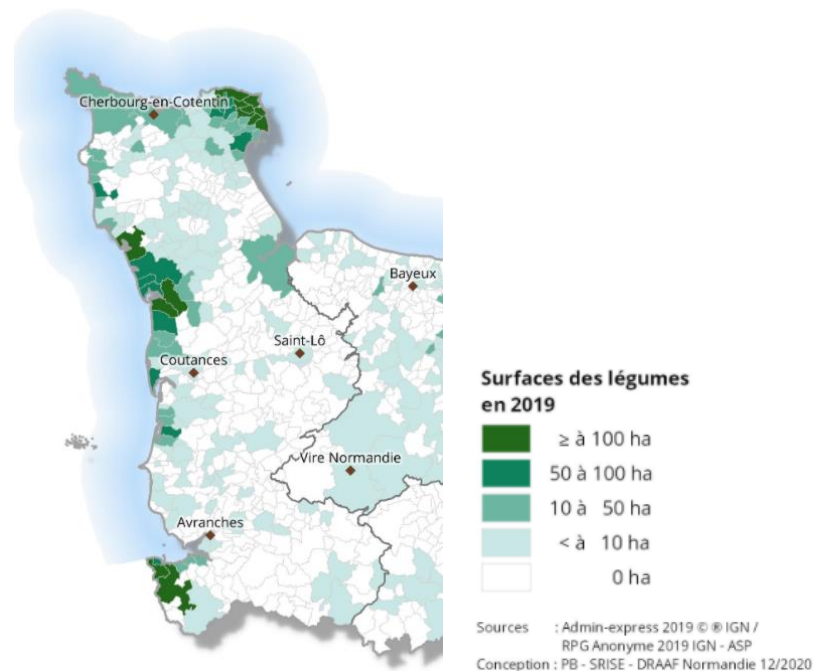 Cherbourg-en-Cotentin
Bayeux
Saint-Lô
Coutances
Vire Normandie
Avranches
Surfaces des légumes
en 2019
≥ à 100 ha
50 à 100 ha
10 à 50 ha
< à 10 ha
0 ha
Sources : Admin-express 2019 © ® IGN /
RPG Anonyme 2019 IGN - ASP
Conception : PB - SRISE - DRAAF Normandie 12/2020